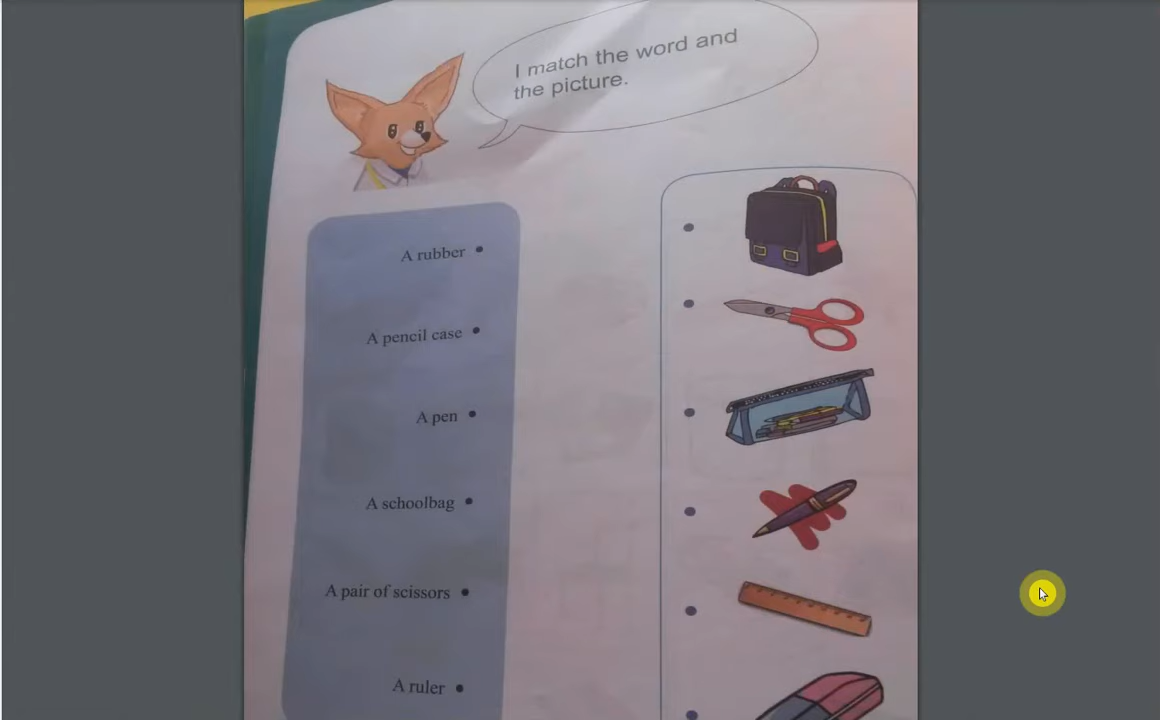 I match the word and
the picture.
A rubber
A pencil case
A pen
A schoolbag
A pair of scissors
A ruler